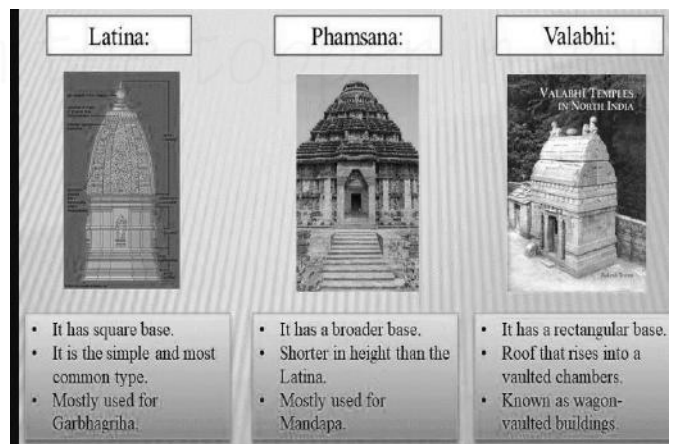 Latina:
Phamsana:
Valabhi:
VALABHI TEMPLES
IN NORTH INDIA
• It has square base.
• It is the simple and most
common type.
• Mostly used for
Garbhagriha.
• It has a broader base.
• Shorter in height than the
Latina.
• Mostly used for
Mandapa.
• It has a rectangular base.
• Roof that rises into a
vaulted chambers.
• Known as wagon-
vaulted buildings.